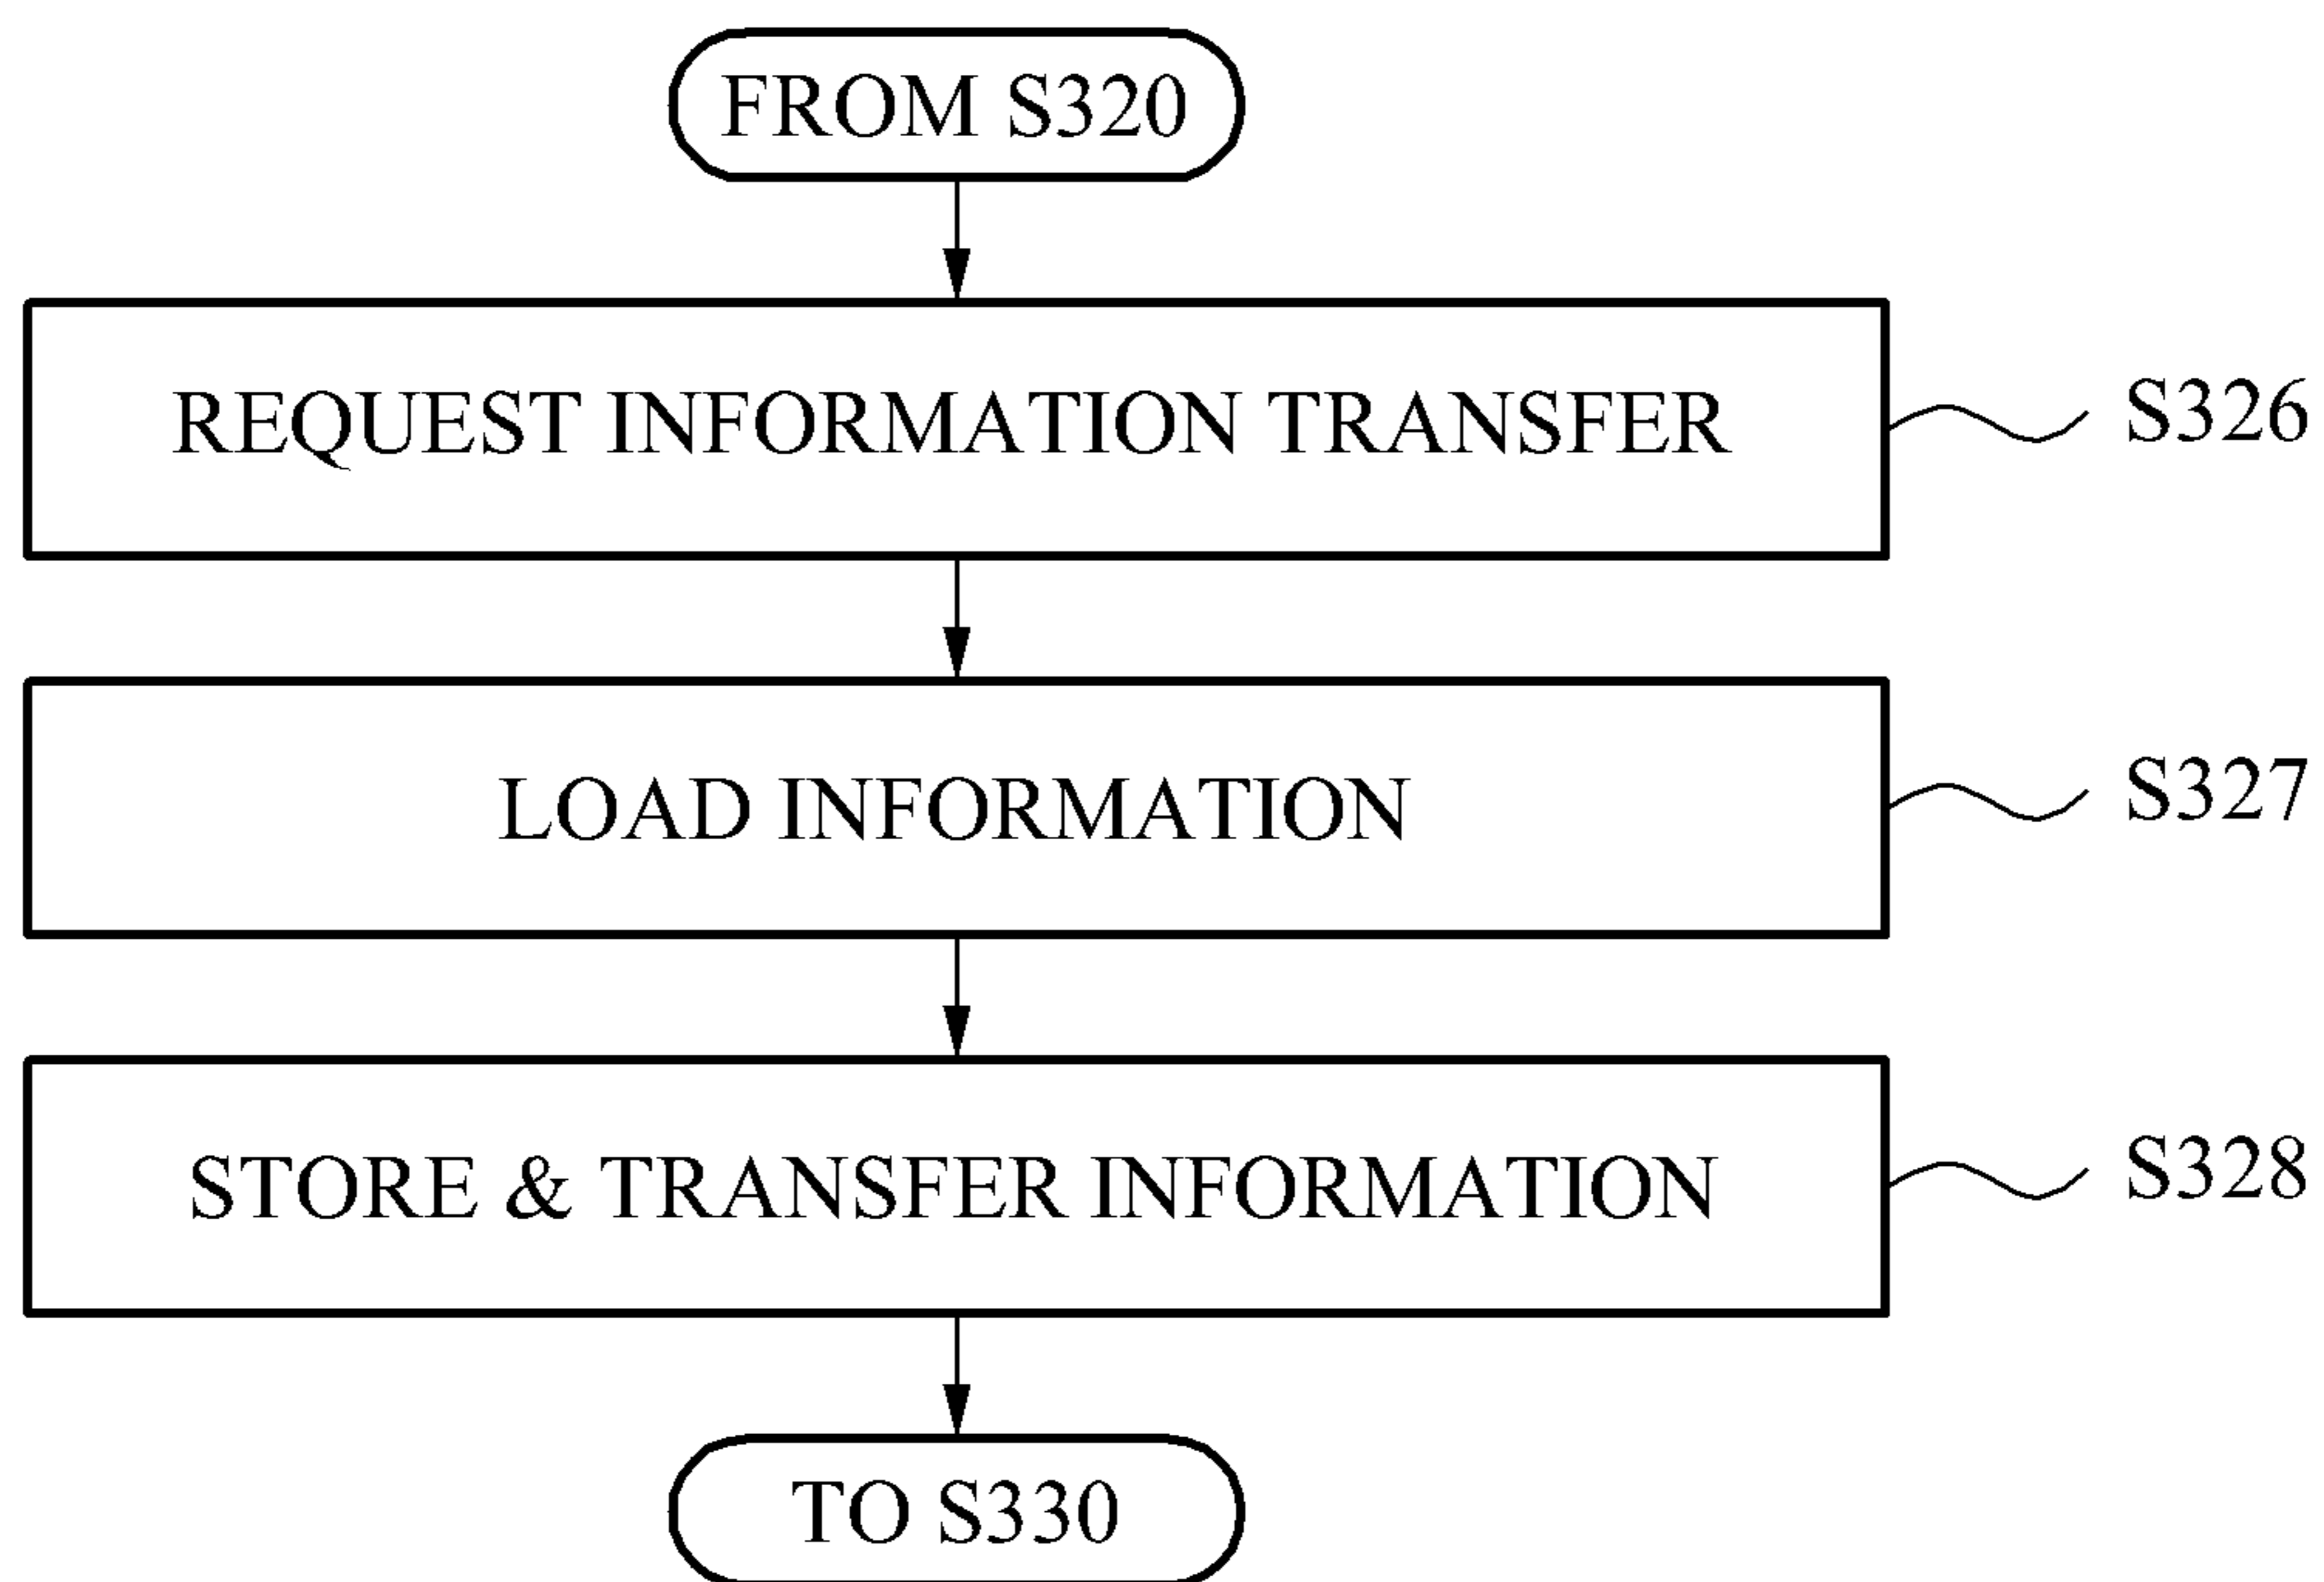 FROM S320
REQUEST INFORMATION TRANSFER
S326
LOAD INFORMATION
S327
STORE & TRANSFER INFORMATION
S328
TO S330